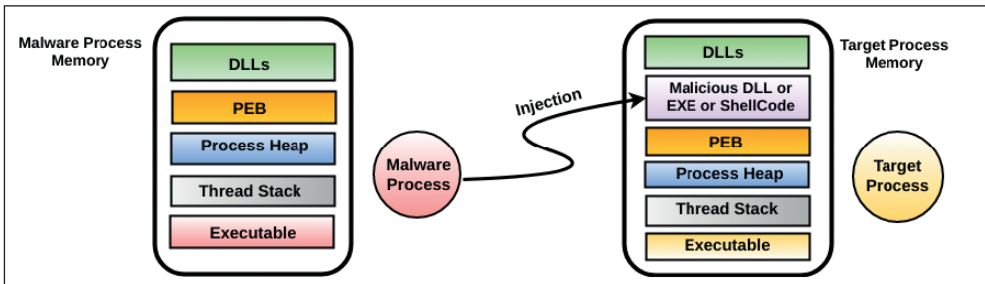 Malware Process
Memory
DLLs
PEB
Process Heap
Thread Stack
Executable
Malware
Process
Injection
DLLs
Malicious DLL or
EXE or ShellCode
PEB
Process Heap
Thread Stack
Executable
Target Process
Memory
Target
Process